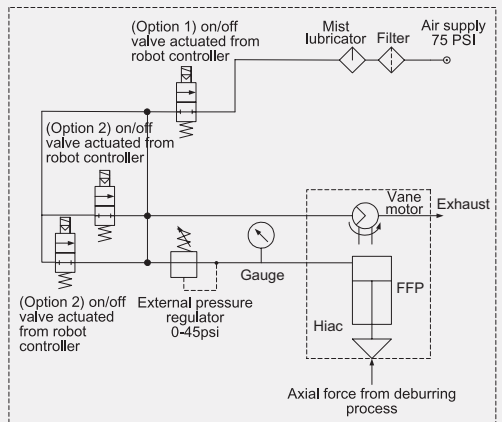 (Option 1) on/off
valve actuated from
robot controller
Mist
lubricator
Filter
Air supply
75 PSI
(Option 2) on/off
valve actuated from
robot controller
Vane
motor
Exhaust
Gauge
FFP
(Option 2) on/off
valve actuated
from robot
controller
External pressure
regulator
0-45psi
Hiac
Axial force from deburring
process